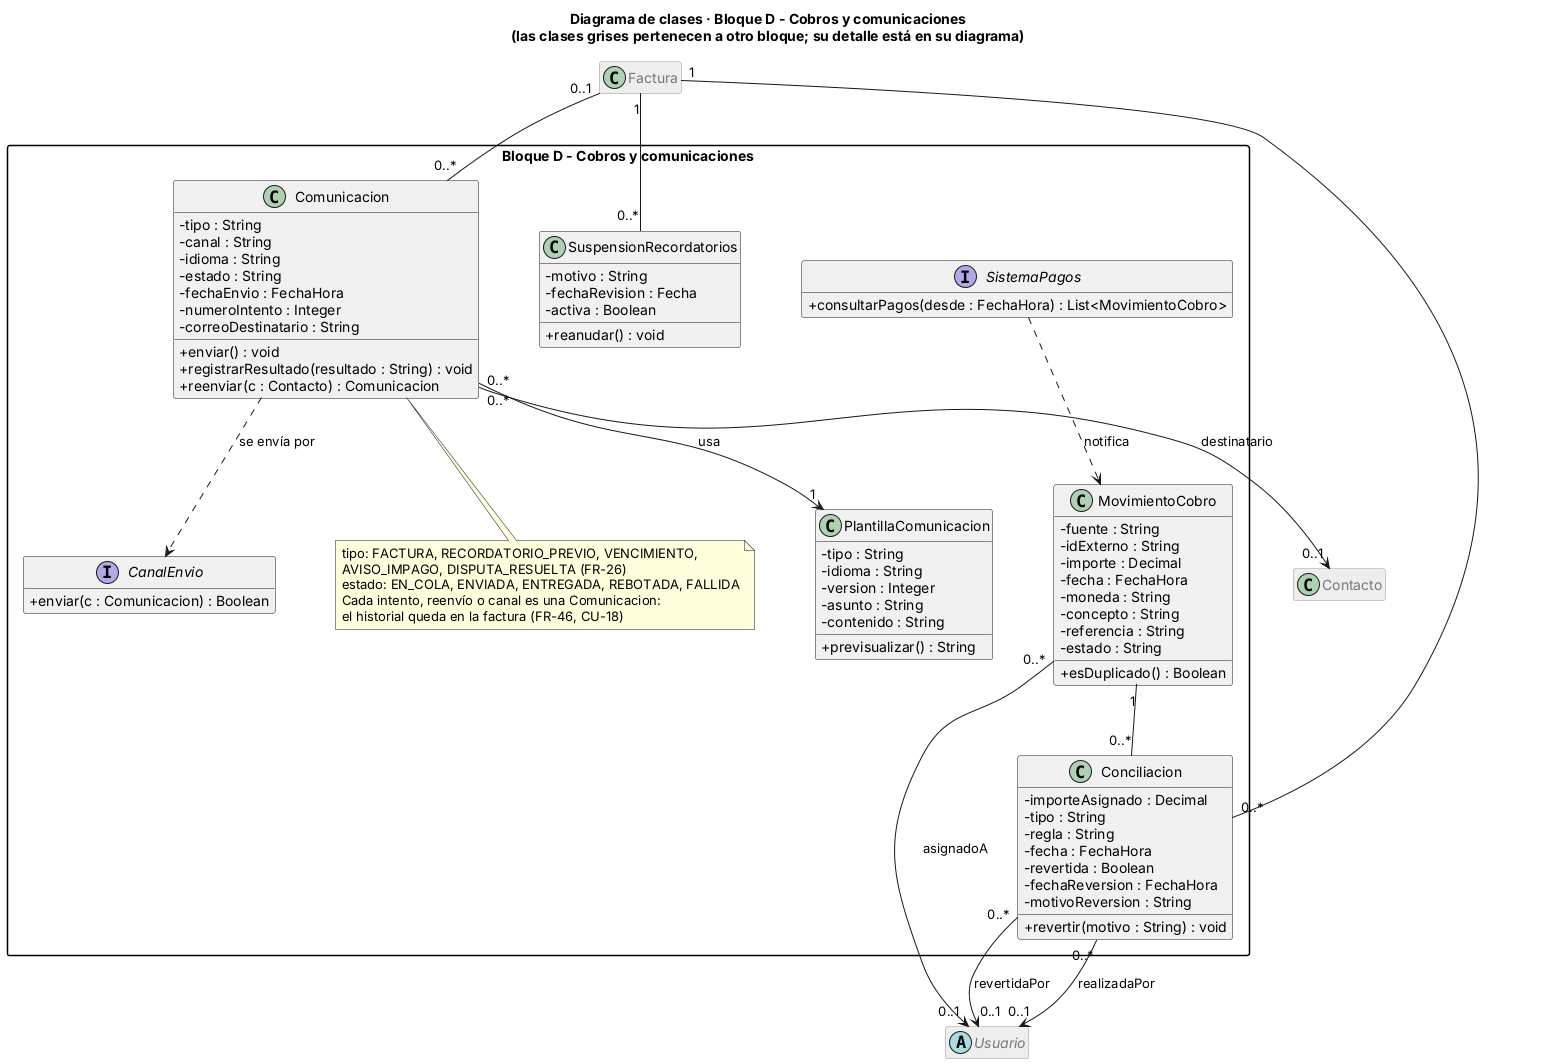 Diagrama de clases · Bloque D - Cobros y comunicaciones
(las clases grises pertenecen a otro bloque; su detalle está en su diagrama)
C Factura
0..1
1
1
Bloque D - Cobros y comunicaciones
0..*
C Comunicacion
-tipo : String
-canal : String
-idioma : String
-estado : String
-fechaEnvio : FechaHora
-numeroIntento : Integer
-correoDestinatario : String
+enviar() : void
+registrarResultado(resultado : String) : void
+reenviar(c : Contacto) : Comunicacion
0..*
C SuspensionRecordatorios
-motivo : String
-fechaRevision : Fecha
-activa : Boolean
+reanudar() : void
I SistemaPagos
+consultarPagos(desde : FechaHora) : List<MovimientoCobro>
0..*
0..*
se envía por
usa
notifica
destinatario
1
0..1
I CanalEnvio
+enviar(c : Comunicacion) : Boolean
tipo: FACTURA, RECORDATORIO_PREVIO, VENCIMIENTO,
AVISO_IMPAGO, DISPUTA_RESUELTA (FR-26)
estado: EN_COLA, ENVIADA, ENTREGADA, REBOTADA, FALLIDA
Cada intento, reenvío o canal es una Comunicacion:
el historial queda en la factura (FR-46, CU-18)
C PlantillaComunicacion
-tipo : String
-idioma : String
-version : Integer
-asunto : String
-contenido : String
+previsualizar() : String
C MovimientoCobro
-fuente : String
-idExterno : String
-importe : Decimal
-fecha : FechaHora
-moneda : String
-concepto : String
-referencia : String
-estado : String
+esDuplicado() : Boolean
C Contacto
0..*
1
0..*
C Conciliacion
-importeAsignado : Decimal
-tipo : String
-regla : String
-fecha : FechaHora
-revertida : Boolean
-fechaReversion : FechaHora
-motivoReversion : String
+revertir(motivo : String) : void
0..*
asignadoA
0..*
0..*
revertidaPor
realizadaPor
0..1
0..1
0..1
A Usuario